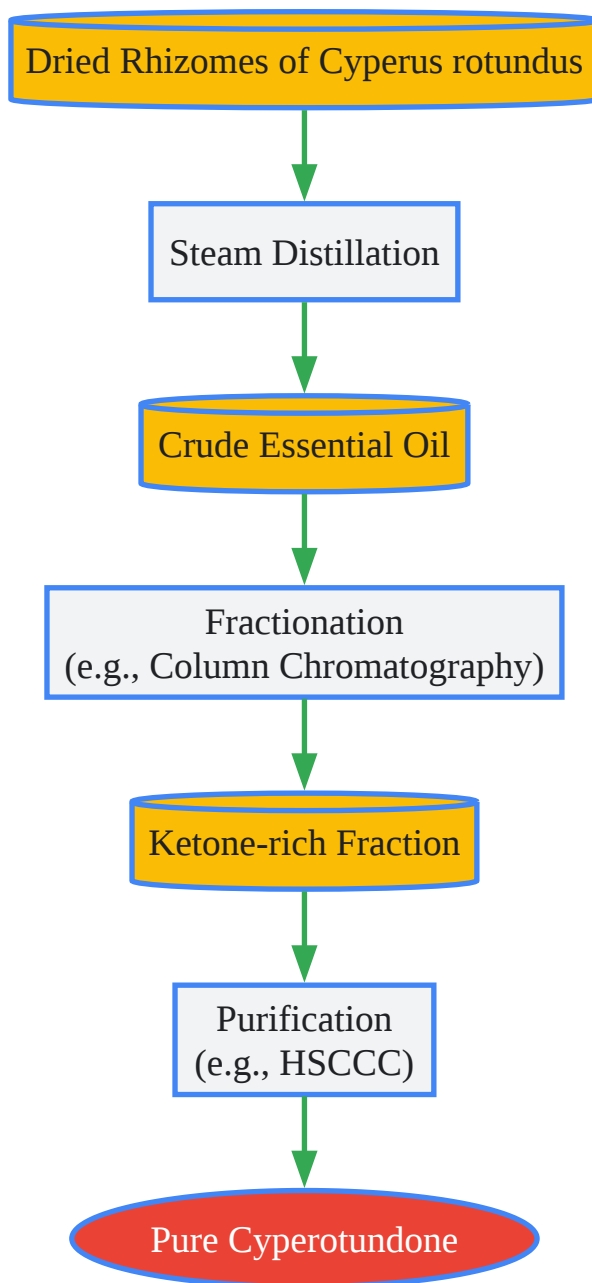 Dried Rhizomes of Cyperus rotundus
Steam Distillation
Crude Essential Oil
Fractionation
(e.g., Column Chromatography)
Ketone-rich Fraction
Purification
(e.g., HSCCC)
Pure Cyperotundone